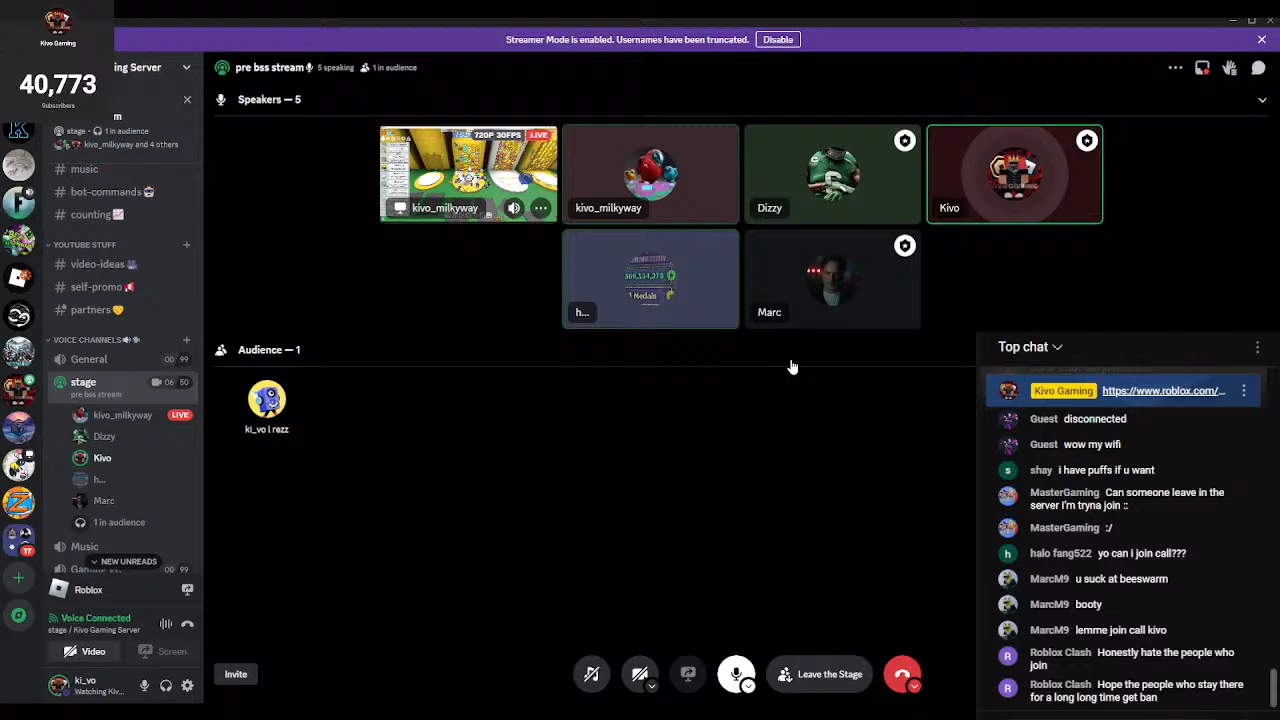 Kivo Gaming
40,773
Subscribers
ing Server
Streamer Mode is enabled. Usernames have been truncated.
Disable
pre bss stream
5 speaking
1 in audience
Speakers — 5
stage - 1 in audience
kivo_milkyway and 4 others
music
bot-commands
counting
YOUTUBE STUFF
video-ideas
self-promo
partners
VOICE CHANNELS
General
00 99
stage
06 50
pre bss stream
kivo_milkyway
LIVE
Dizzy
Kivo
h...
Marc
1 in audience
Music
NEW UNREADS
00 99
Roblox
17
Voice Connected
stage / Kivo Gaming Server
Video
Screen
ki_vo
Watching Kiv...
720P 30FPS
LIVE
kivo_milkyway
kivo_milkyway
Dizzy
Kivo
h...
Medals
Marc
Audience — 1
ki_vo l rezz
Invite
Leave the Stage
Top chat
Kivo Gaming https://www.roblox.com/...
Guest disconnected
Guest wow my wifi
shay i have puffs if u want
MasterGaming Can someone leave in the
server I'm tryna join ::
MasterGaming :/
halo fang522 yo can i join call???
MarcM9 u suck at beeswarm
MarcM9 booty
MarcM9 lemme join call kivo
Roblox Clash Honestly hate the people who
join
Roblox Clash Hope the people who stay there
for a long long time get ban